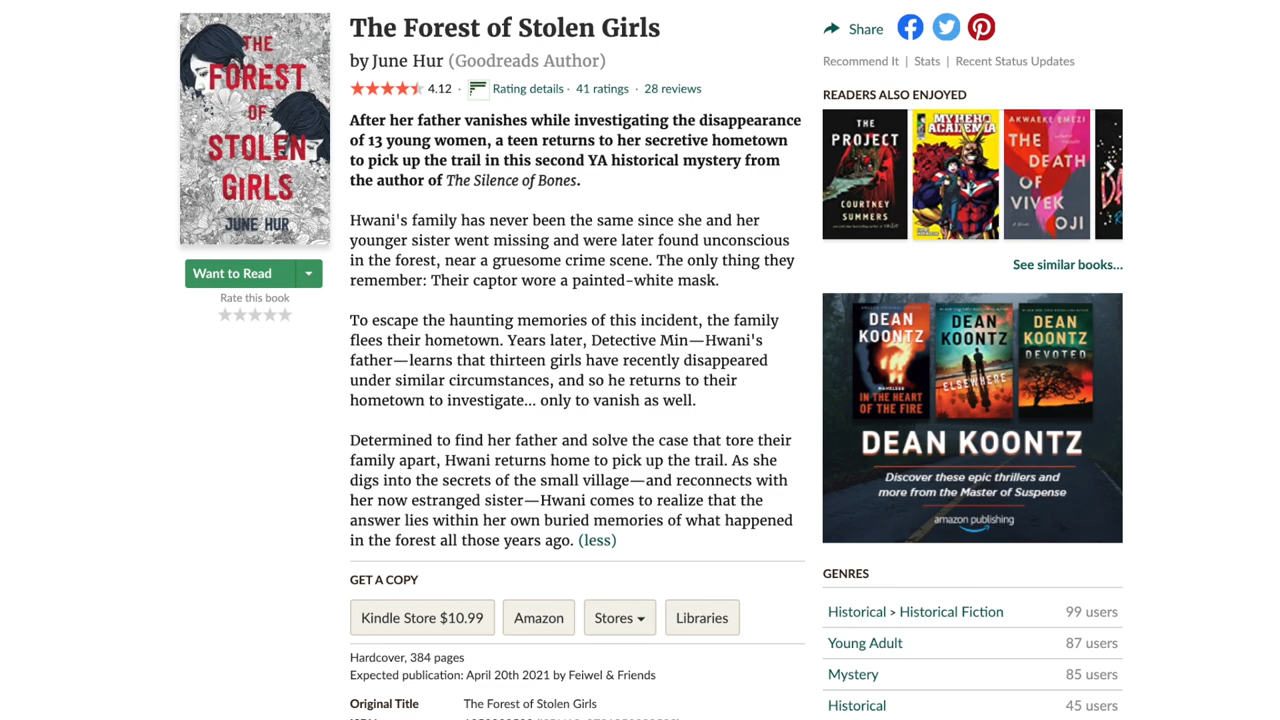 THE
FOREST
OF
STOLEN
GIRLS
JUNE HUR
Want to Read
Rate this book
The Forest of Stolen Girls
by June Hur (Goodreads Author)
4.12 · Rating details · 41 ratings · 28 reviews
After her father vanishes while investigating the disappearance
of 13 young women, a teen returns to her secretive hometown
to pick up the trail in this second YA historical mystery from
the author of The Silence of Bones.
Hwani's family has never been the same since she and her
younger sister went missing and were later found unconscious
in the forest, near a gruesome crime scene. The only thing they
remember: Their captor wore a painted-white mask.
To escape the haunting memories of this incident, the family
flees their hometown. Years later, Detective Min—Hwani's
father—learns that thirteen girls have recently disappeared
under similar circumstances, and so he returns to their
hometown to investigate... only to vanish as well.
Determined to find her father and solve the case that tore their
family apart, Hwani returns home to pick up the trail. As she
digs into the secrets of the small village—and reconnects with
her now estranged sister—Hwani comes to realize that the
answer lies within her own buried memories of what happened
in the forest all those years ago. (less)
GET A COPY
Kindle Store $10.99 Amazon Stores Libraries
Hardcover, 384 pages
Expected publication: April 20th 2021 by Feiwel & Friends
Original Title The Forest of Stolen Girls
Share
Recommend It | Stats | Recent Status Updates
READERS ALSO ENJOYED
THE
PROJECT
COURTNEY
SUMMERS
MY HERO
ACADEMIA
AKWAEKE EMEZI
THE
DEATH
OF
VIVEK
OJI
See similar books...
DEAN
KOONTZ
IN THE HEART
OF THE FIRE
DEAN
KOONTZ
ELSEWHERE
DEAN
KOONTZ
DEVOTED
DEAN KOONTZ
Discover these epic thrillers and
more from the Master of Suspense
amazon publishing
GENRES
Historical > Historical Fiction 99 users
Young Adult 87 users
Mystery 85 users
Historical 45 users